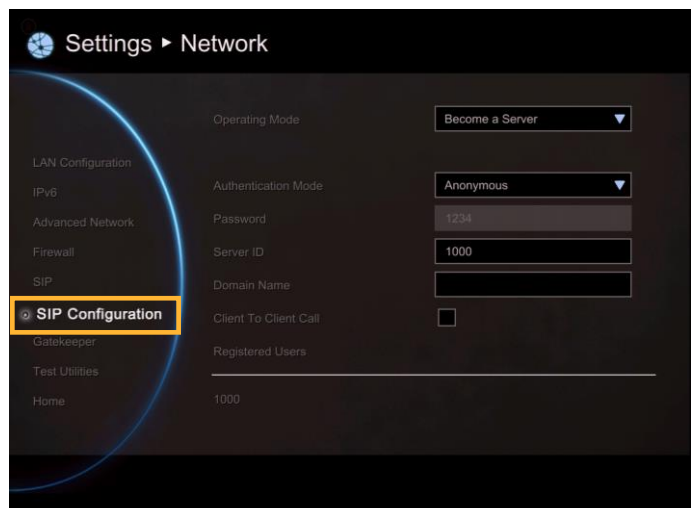 Settings ▸ Network
Operating Mode Become a Server
LAN Configuration
IPv6
Advanced Network
Firewall
SIP
SIP Configuration
Gatekeeper
Test Utilities
Home
Authentication Mode Anonymous
Password 1234
Server ID 1000
Domain Name
Client To Client Call
Registered Users
1000